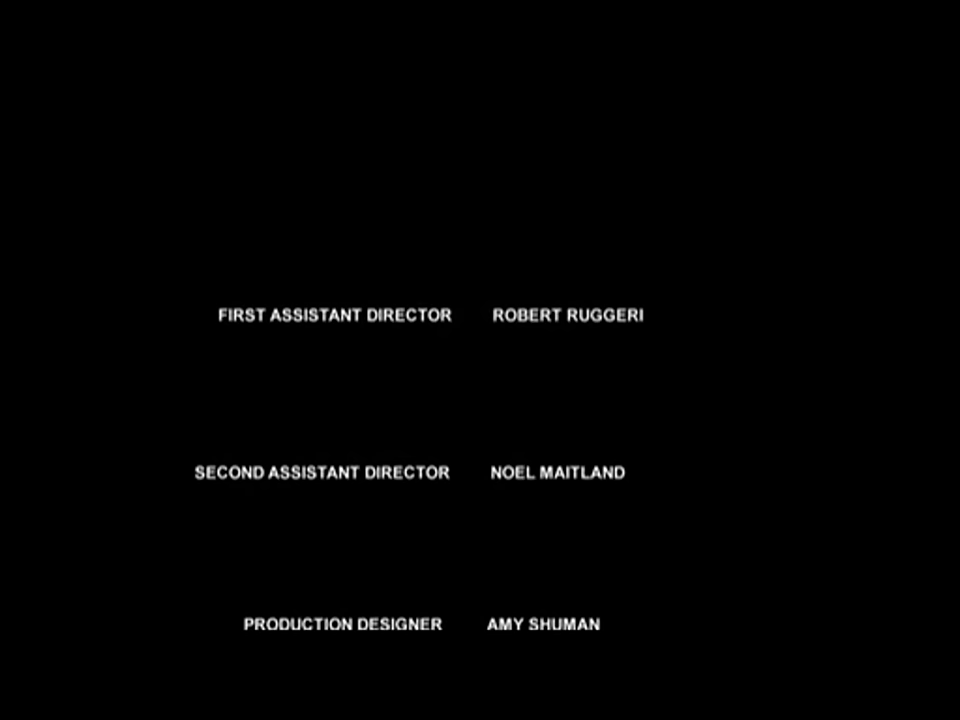 FIRST ASSISTANT DIRECTOR ROBERT RUGGERI
SECOND ASSISTANT DIRECTOR NOEL MAITLAND
PRODUCTION DESIGNER AMY SHUMAN